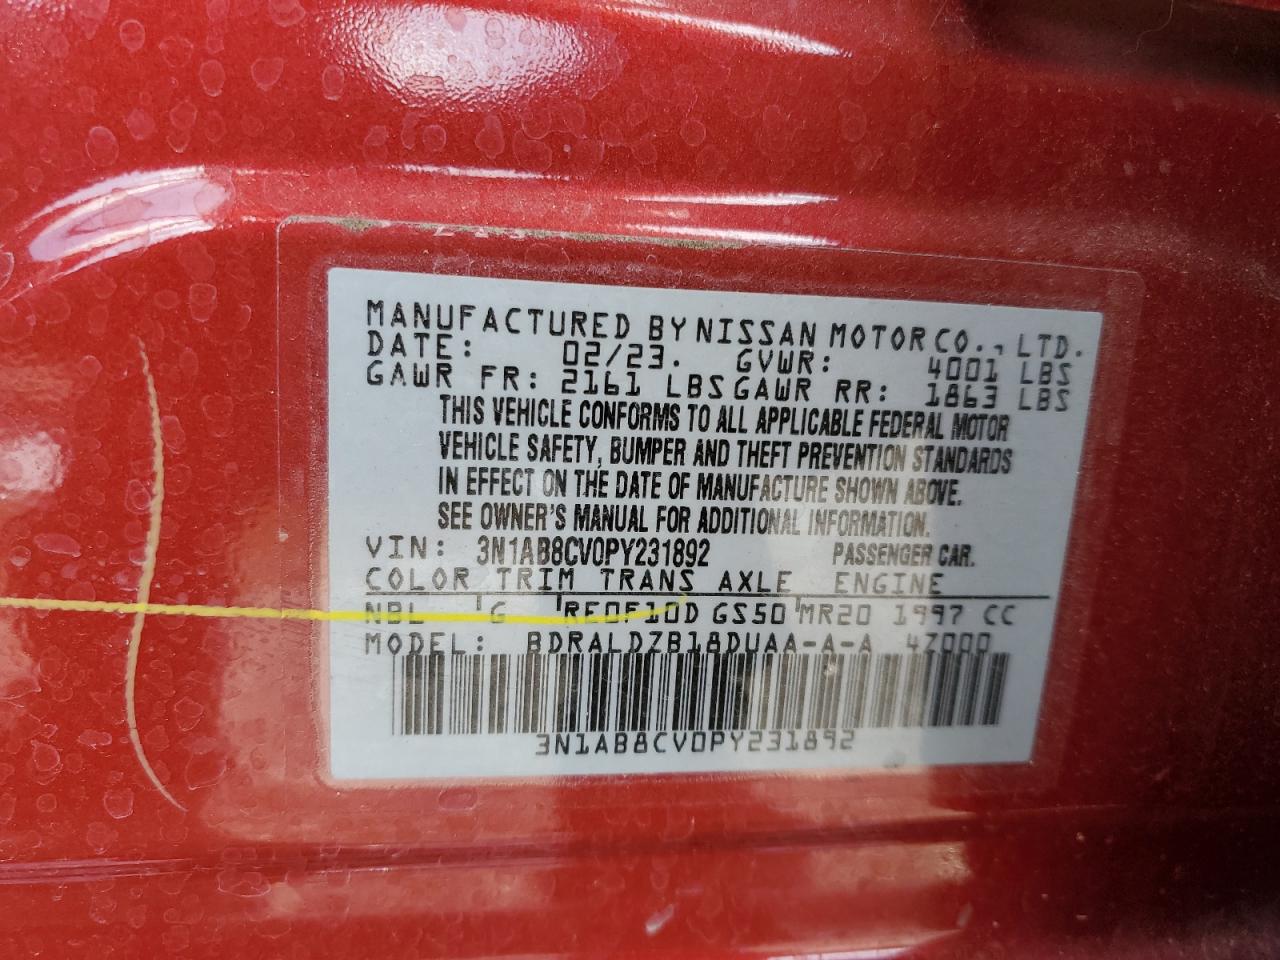 MANUFACTURED BY NISSAN MOTOR CO., LTD.
DATE: 02/23. GVWR: 4001 LBS
GAWR FR: 2161 LBS GAWR RR: 1863 LBS
THIS VEHICLE CONFORMS TO ALL APPLICABLE FEDERAL MOTOR
VEHICLE SAFETY, BUMPER AND THEFT PREVENTION STANDARDS
IN EFFECT ON THE DATE OF MANUFACTURE SHOWN ABOVE.
SEE OWNER'S MANUAL FOR ADDITIONAL INFORMATION.
VIN: 3N1AB8CV0PY231892 PASSENGER CAR.
COLOR TRIM TRANS AXLE ENGINE
NBL G RE0F10D GS50 MR20 1997 CC
MODEL: BDRALDZB18DUAA-A-A 4Z000
3N1AB8CV0PY231892